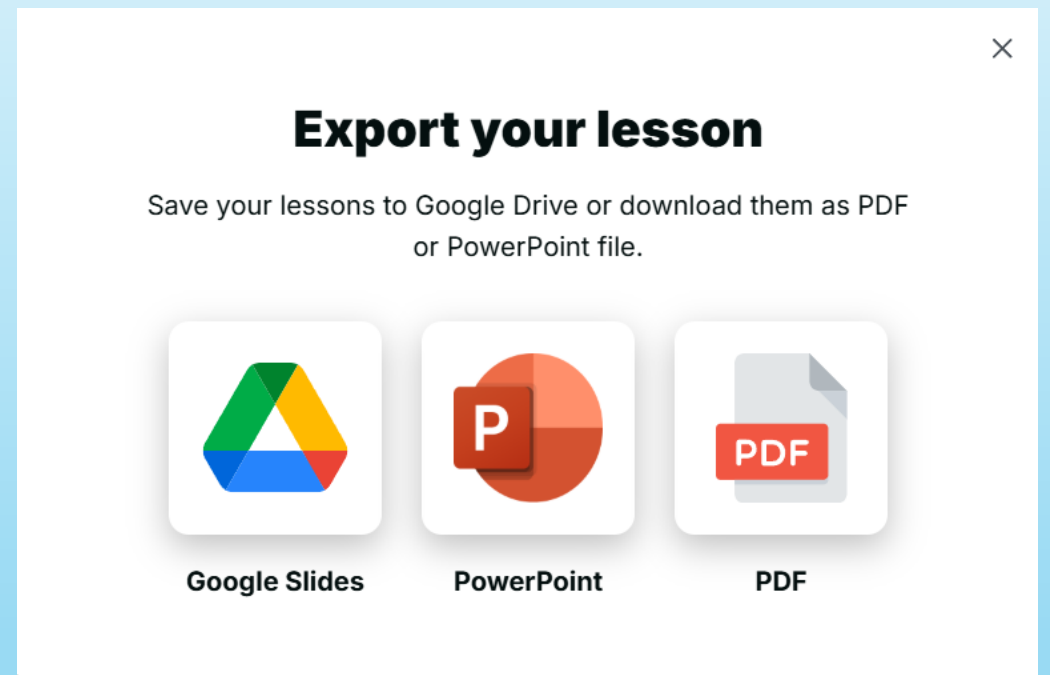 Export your lesson
Save your lessons to Google Drive or download them as PDF
or PowerPoint file.
P
PDF
Google Slides
PowerPoint
PDF